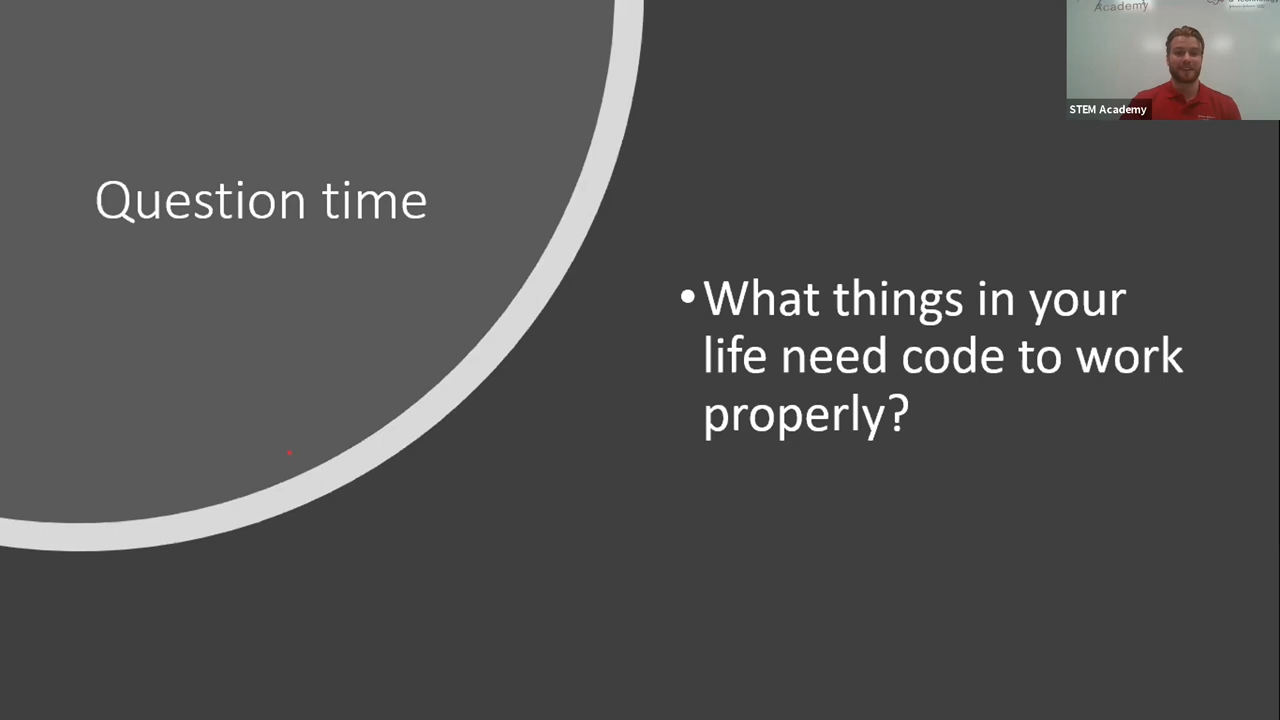 Academy
STEM Academy
Question time
•What things in your
life need code to work
properly?